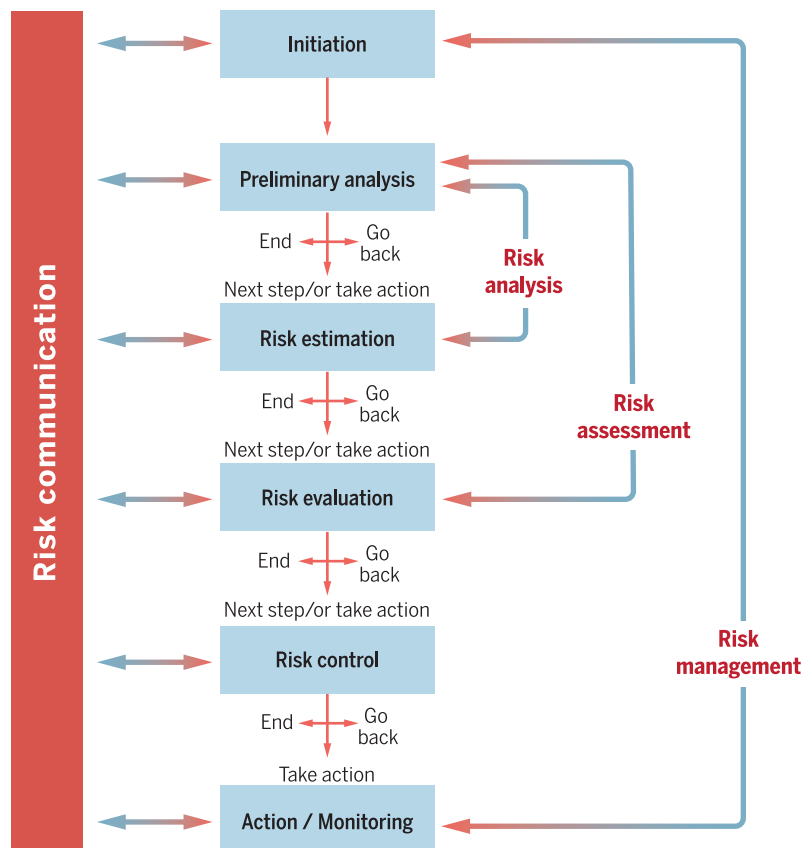 Risk communication
Initiation
Preliminary analysis
End
Go
back
Next step/or take action
Risk
analysis
Risk estimation
End
Go
back
Risk
assessment
Next step/or take action
Risk evaluation
End
Go
back
Next step/or take action
Risk control
Risk
management
End
Go
back
Take action
Action / Monitoring